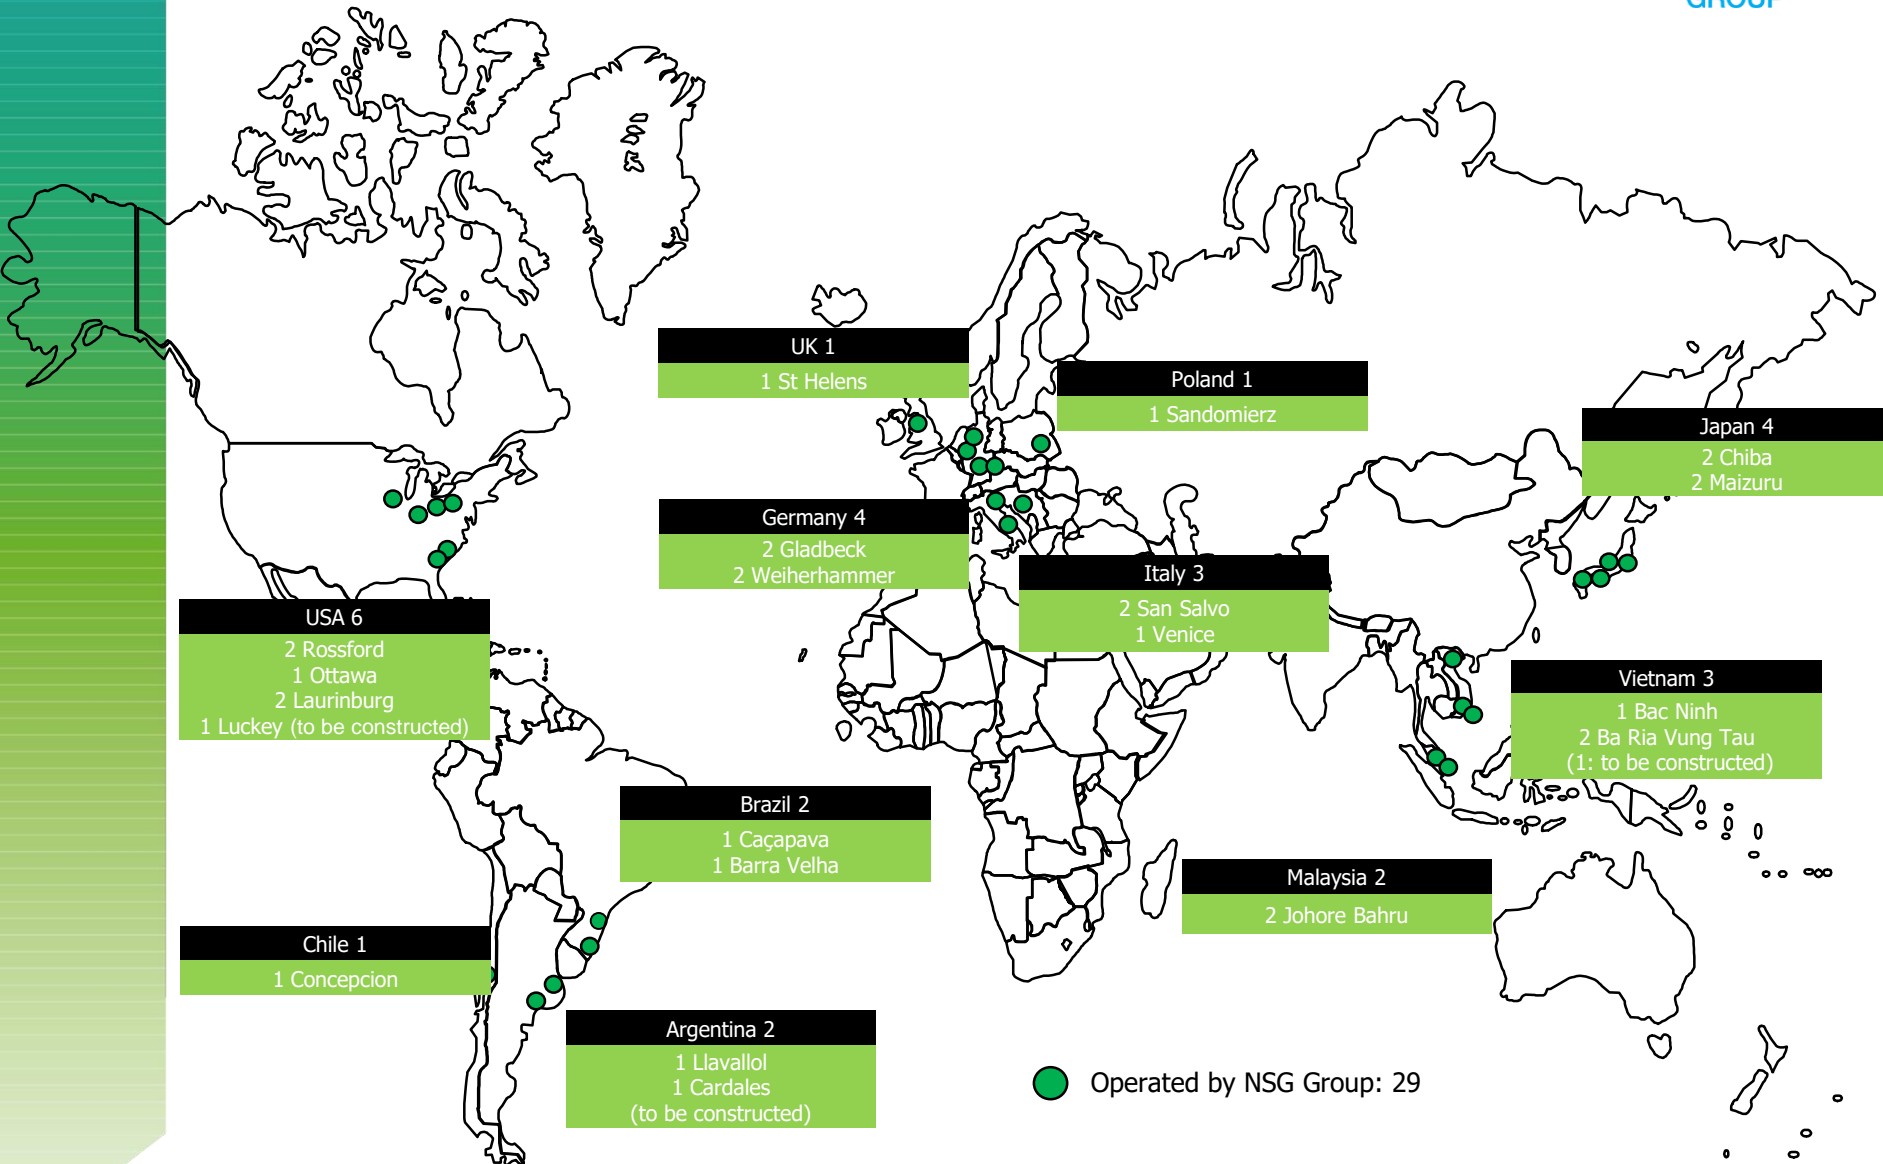 GROUP
UK 1
1 St Helens
Poland 1
1 Sandomierz
Japan 4
2 Chiba
2 Maizuru
Germany 4
2 Gladbeck
2 Weiherhammer
Italy 3
2 San Salvo
1 Venice
USA 6
2 Rossford
1 Ottawa
2 Laurinburg
1 Luckey (to be constructed)
Vietnam 3
1 Bac Ninh
2 Ba Ria Vung Tau
(1: to be constructed)
Brazil 2
1 Caçapava
1 Barra Velha
Malaysia 2
2 Johore Bahru
Chile 1
1 Concepcion
Argentina 2
1 Llavallol
1 Cardales
(to be constructed)
Operated by NSG Group: 29